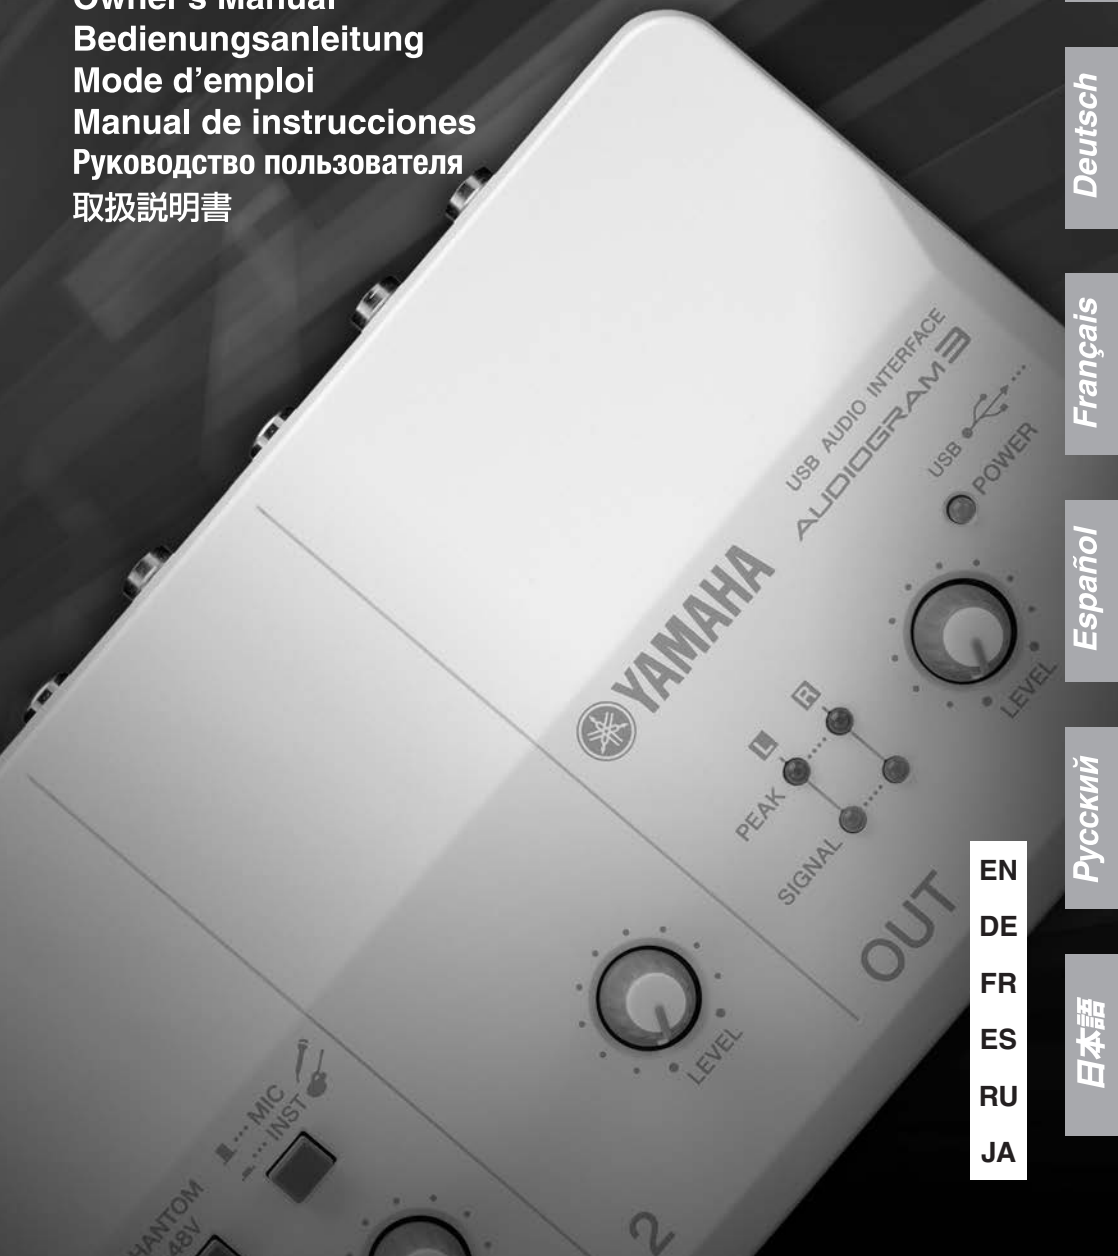 Owner's Manual
Bedienungsanleitung
Mode d'emploi
Manual de instrucciones
Руководство пользователя
取扱説明書
Deutsch
Français
Español
Русский
日本語
USB AUDIO INTERFACE
AUDIOGRAM 3
USB
POWER
YAMAHA
LEVEL
L
R
PEAK
SIGNAL
OUT
LEVEL
MIC
INST
48V
2
EN
DE
FR
ES
RU
JA